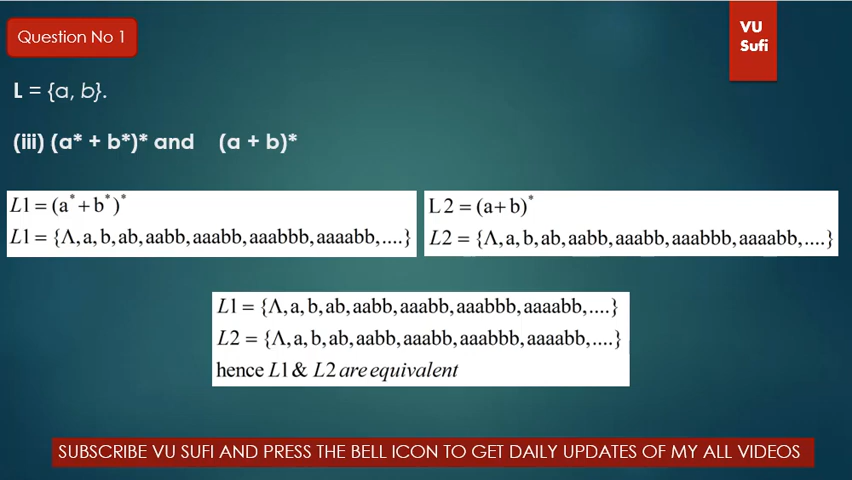 Question No 1
VU
Sufi
L = {a, b}.
(iii) (a* + b*)* and (a + b)*
L1 = (a* + b*)*
L1 = {Λ, a, b, ab, aabb, aaabb, aaabbb, aaaabb, ....}
L 2 = (a + b)*
L2 = {Λ, a, b, ab, aabb, aaabb, aaabbb, aaaabb, ....}
L1 = {Λ, a, b, ab, aabb, aaabb, aaabbb, aaaabb, ....}
L2 = {Λ, a, b, ab, aabb, aaabb, aaabbb, aaaabb, ....}
hence L1 & L2 are equivalent
SUBSCRIBE VU SUFI AND PRESS THE BELL ICON TO GET DAILY UPDATES OF MY ALL VIDEOS